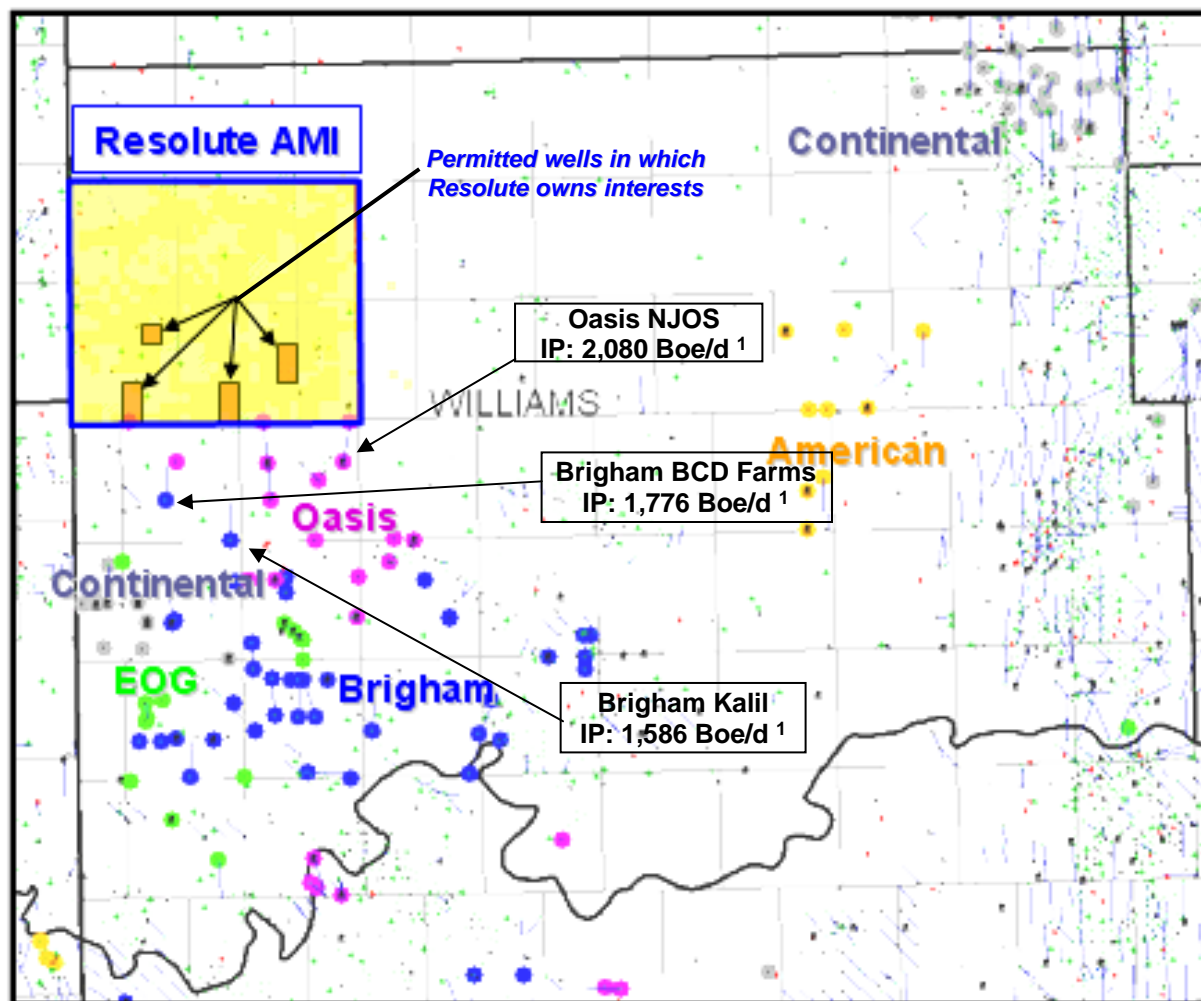 Resolute AMI
Continental
Permitted wells in which
Resolute owns interests
Oasis NJOS
IP: 2,080 Boe/d ¹
WILLIAMS
American
Brigham BCD Farms
IP: 1,776 Boe/d ¹
Oasis
Continental
EOG
Brigham
Brigham Kalil
IP: 1,586 Boe/d ¹